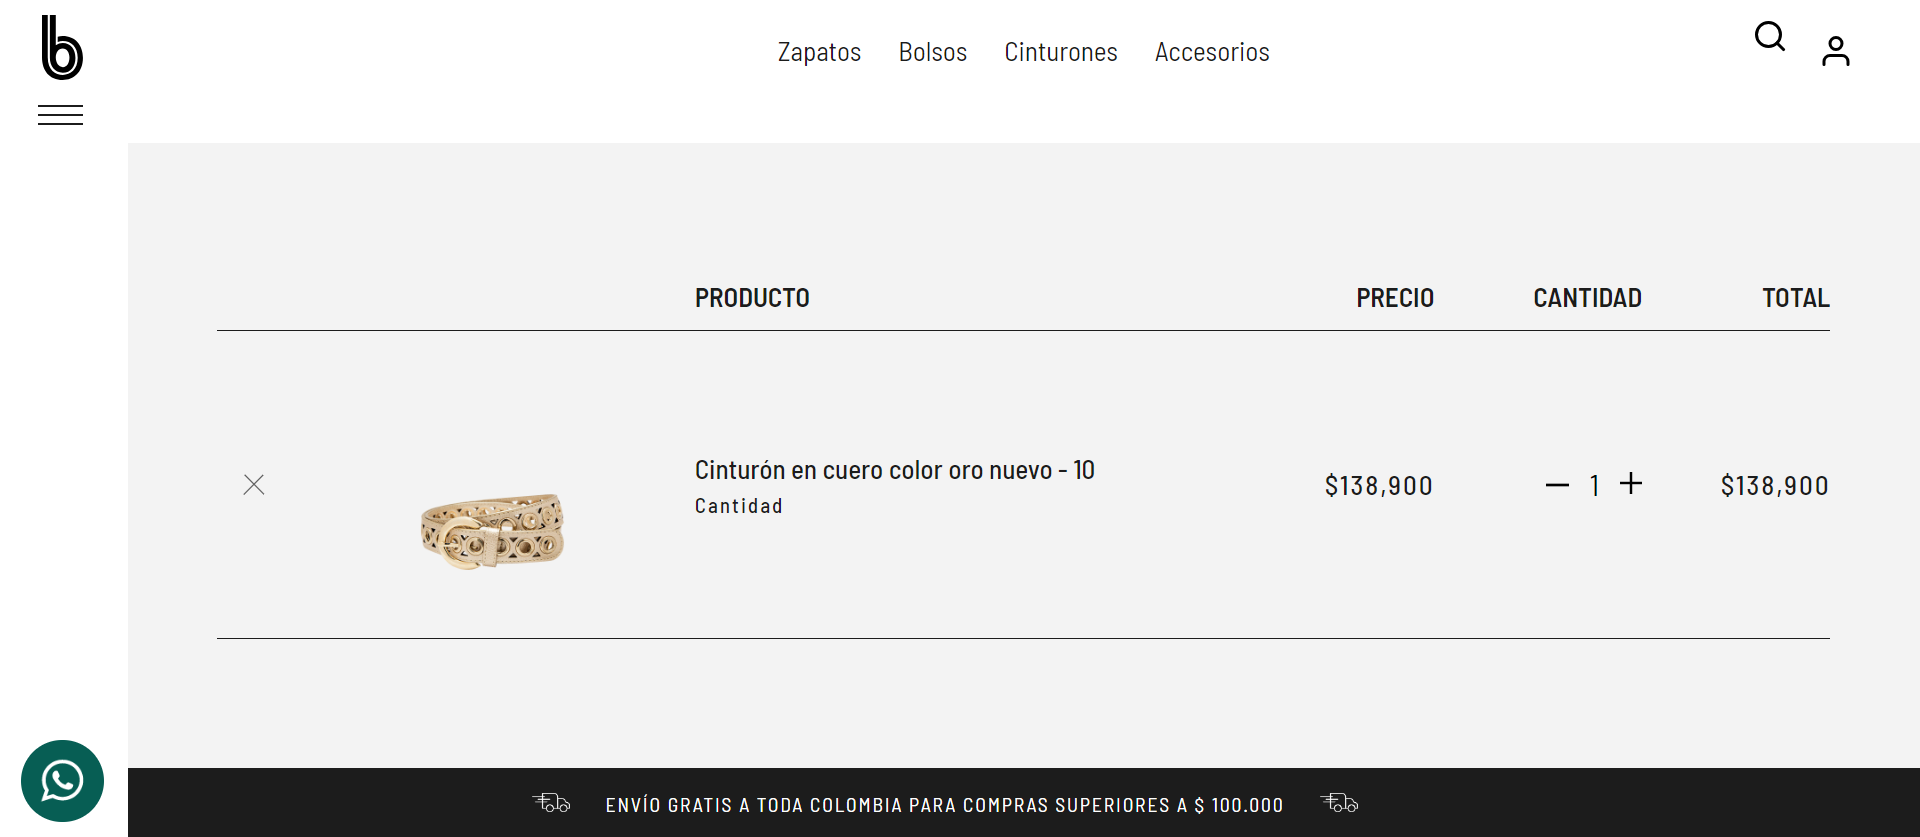 b
Zapatos Bolsos Cinturones Accesorios
PRODUCTO PRECIO CANTIDAD TOTAL
Cinturón en cuero color oro nuevo - 10
Cantidad
$138,900 1 $138,900
ENVÍO GRATIS A TODA COLOMBIA PARA COMPRAS SUPERIORES A $ 100.000